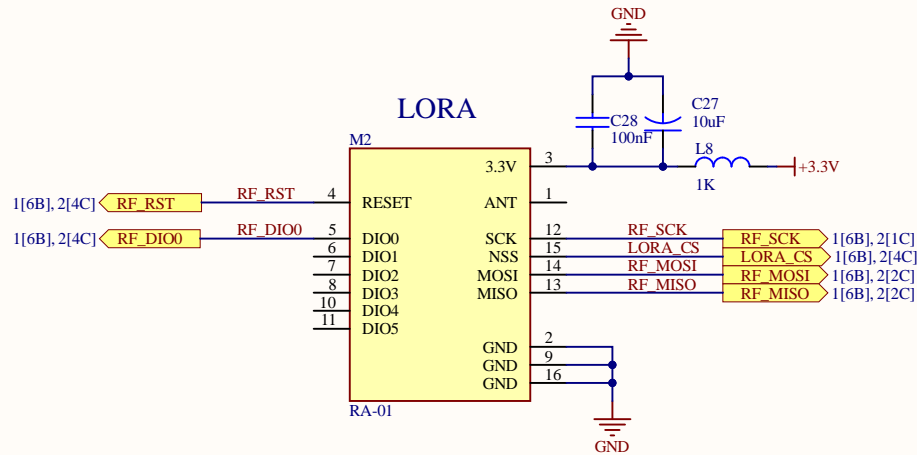 GND
LORA
C27
10uF
C28
100nF
M2
L8
1K
+3.3V
3.3V 3
1[6B], 2[4C] RF_RST RF_RST 4 RESET
ANT 1
1[6B], 2[4C] RF_DIO0 RF_DIO0 5 DIO0
SCK 12 RF_SCK RF_SCK 1[6B], 2[1C]
6 DIO1
NSS 15 LORA_CS LORA_CS 1[6B], 2[4C]
7 DIO2
MOSI 14 RF_MOSI RF_MOSI 1[6B], 2[2C]
8 DIO3
MISO 13 RF_MISO RF_MISO 1[6B], 2[2C]
10 DIO4
11 DIO5
GND 2
GND 9
GND 16
RA-01
GND